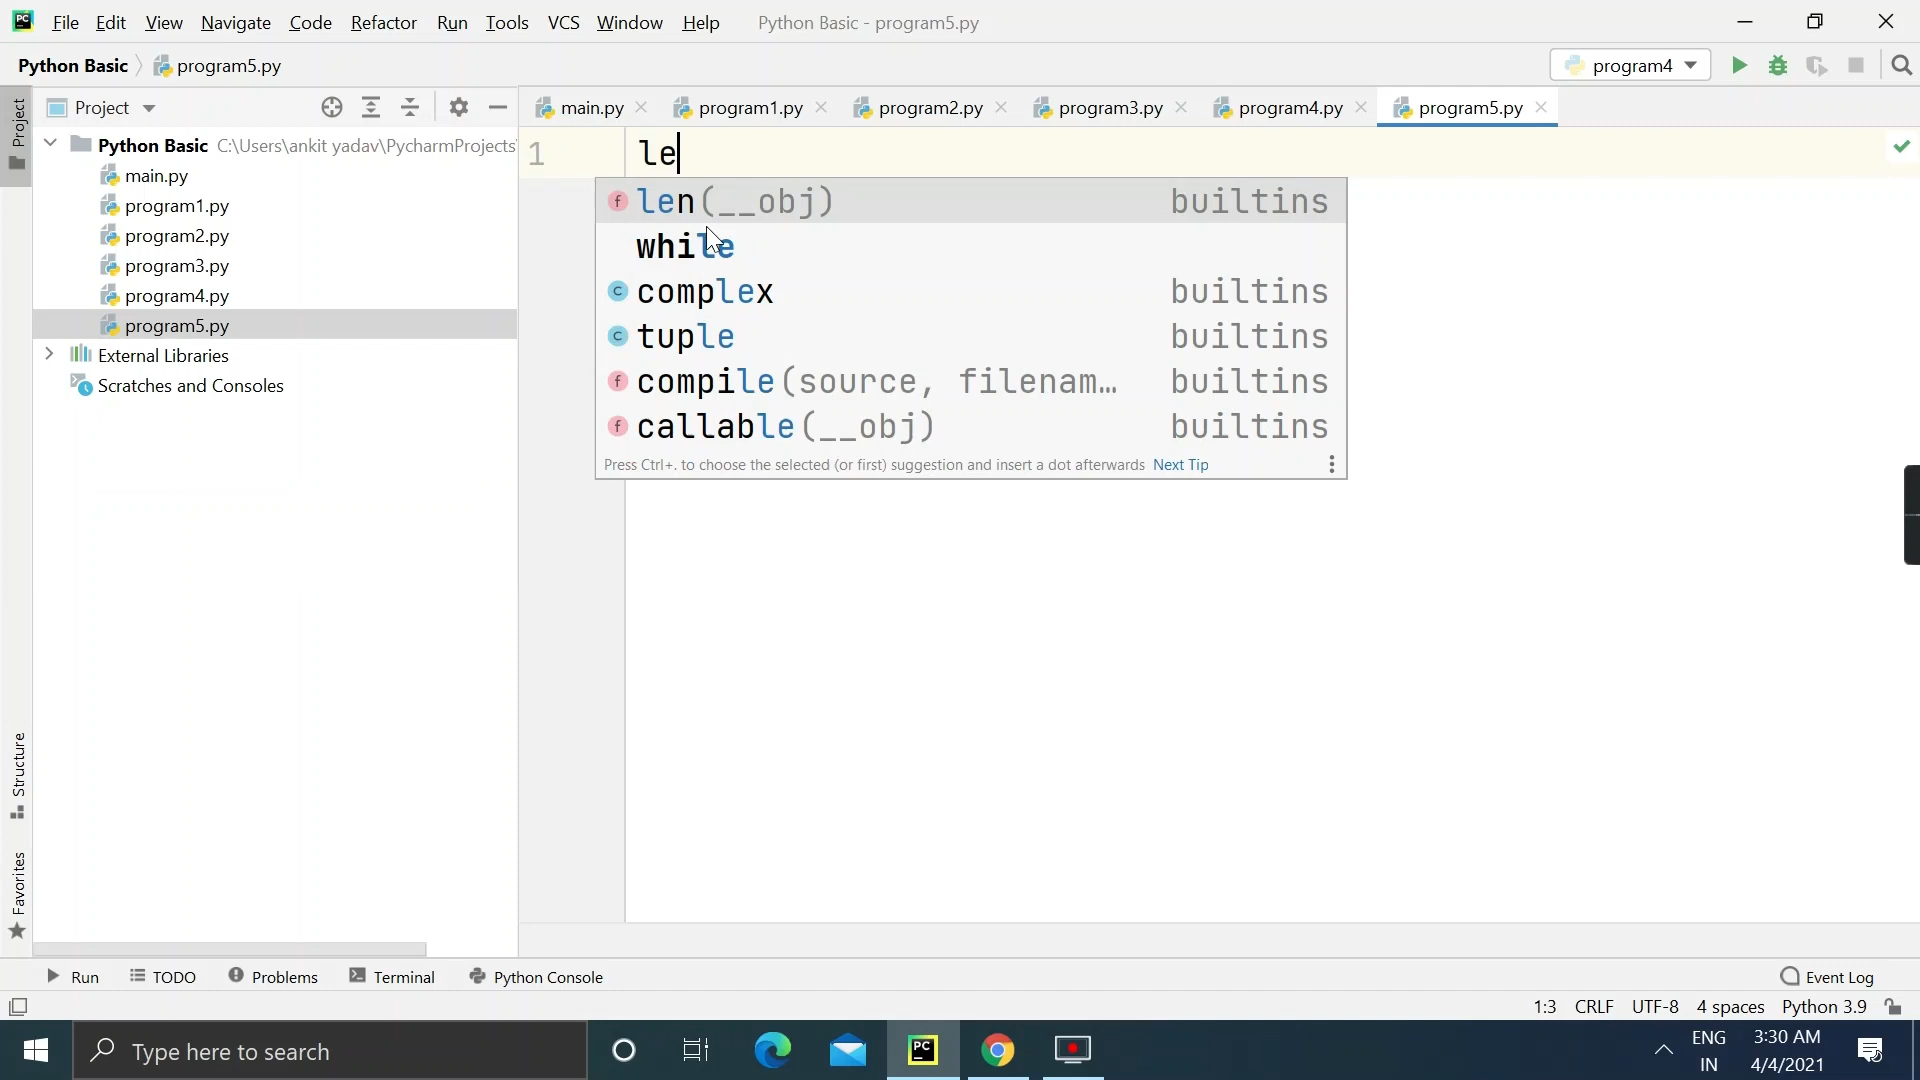 File Edit View Navigate Code Refactor Run Tools VCS Window Help Python Basic - program5.py
Python Basic program5.py program4
Project main.py program1.py program2.py program3.py program4.py program5.py
Project
Python Basic C:\Users\ankit yadav\PycharmProjects
main.py
program1.py
program2.py
program3.py
program4.py
program5.py
External Libraries
Scratches and Consoles
1 le
len(__obj) builtins
while
complex builtins
tuple builtins
compile(source, filenam… builtins
callable(__obj) builtins
Press Ctrl+. to choose the selected (or first) suggestion and insert a dot afterwards Next Tip
Structure
Favorites
Run TODO Problems Terminal Python Console Event Log
1:3 CRLF UTF-8 4 spaces Python 3.9
Type here to search
PC
ENG
IN
3:30 AM
4/4/2021